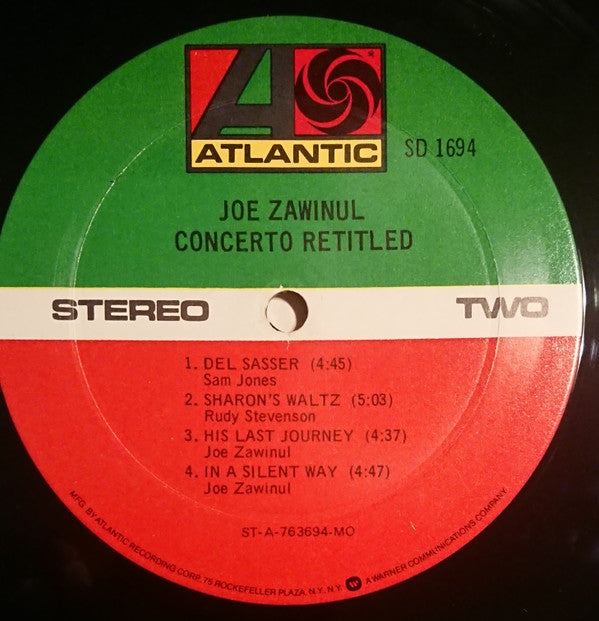 A
ATLANTIC
SD 1694
JOE ZAWINUL
CONCERTO RETITLED
STEREO
TWO
1. DEL SASSER (4:45)
Sam Jones
2. SHARON'S WALTZ (5:03)
Rudy Stevenson
3. HIS LAST JOURNEY (4:37)
Joe Zawinul
4. IN A SILENT WAY (4:47)
Joe Zawinul
ST-A-763694-MO
MFG. BY ATLANTIC RECORDING CORP. 75 ROCKEFELLER PLAZA. N.Y. N.Y. W A WARNER COMMUNICATIONS COMPANY